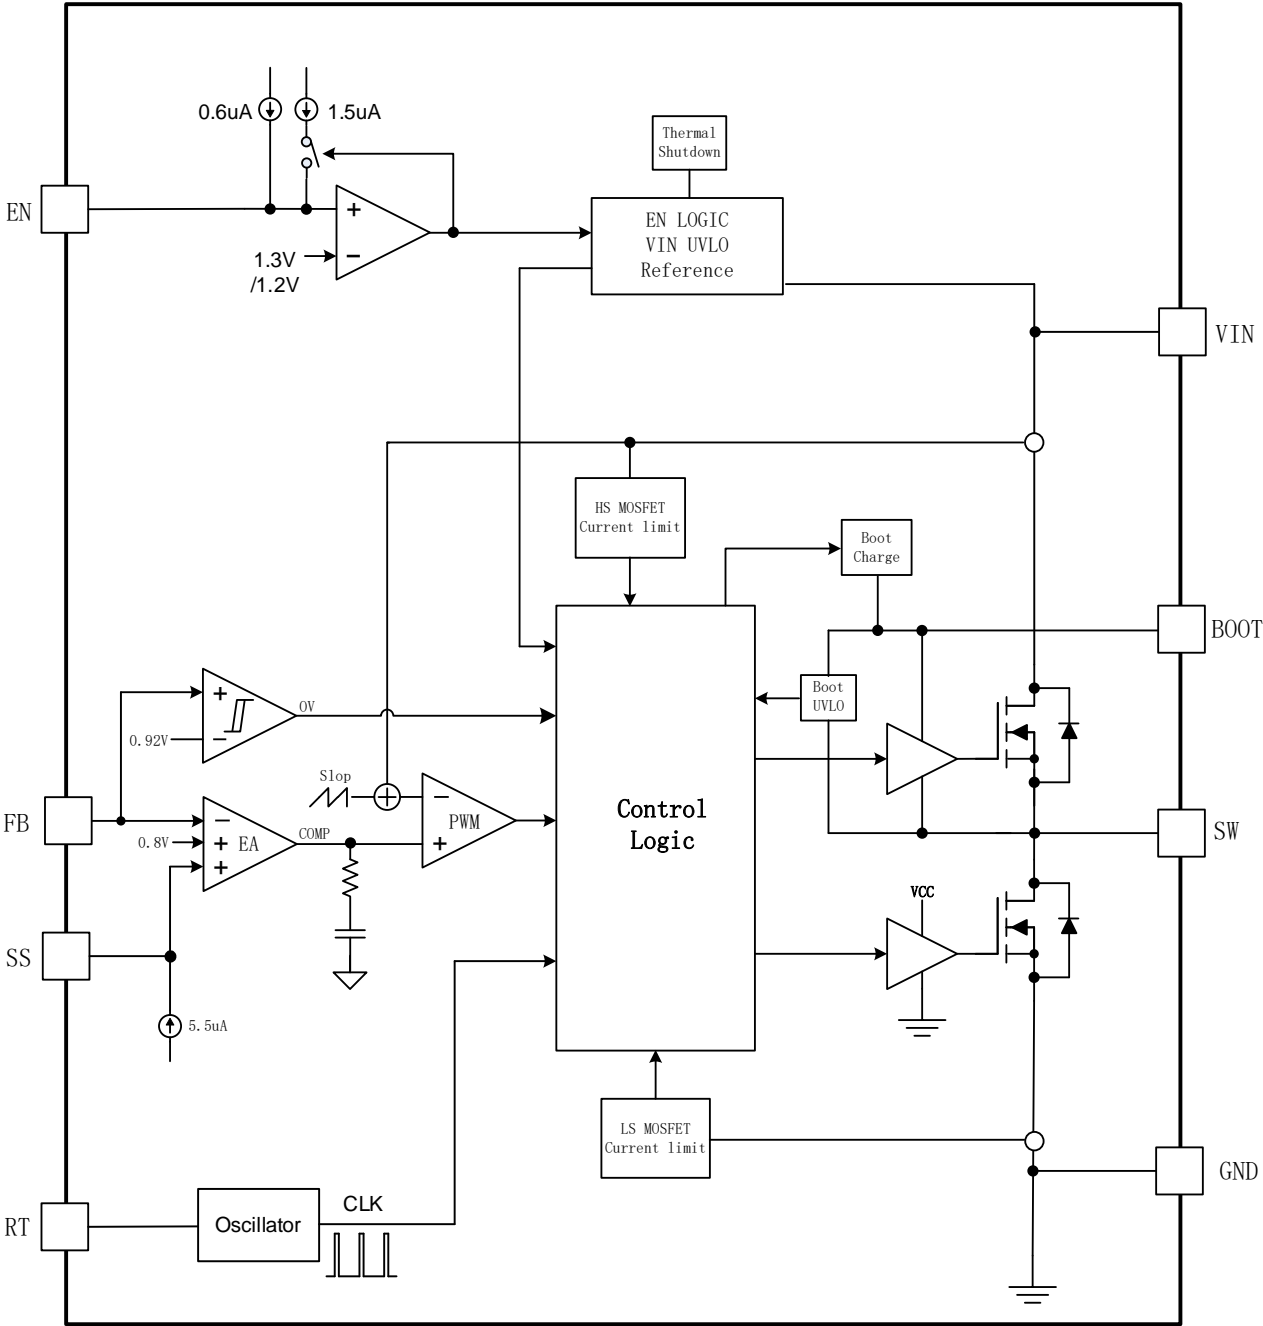 0.6uA
1.5uA
Thermal
Shutdown
EN
EN LOGIC
VIN UVLO
Reference
+
−
1.3V
/1.2V
VIN
HS MOSFET
Current limit
Boot
Charge
BOOT
Boot
UVLO
+
OV
0.92V
−
Slop
−
PWM
+
Control
Logic
FB
−
COMP
0.8V
+
EA
+
SW
VCC
SS
5.5uA
LS MOSFET
Current limit
GND
RT
Oscillator
CLK